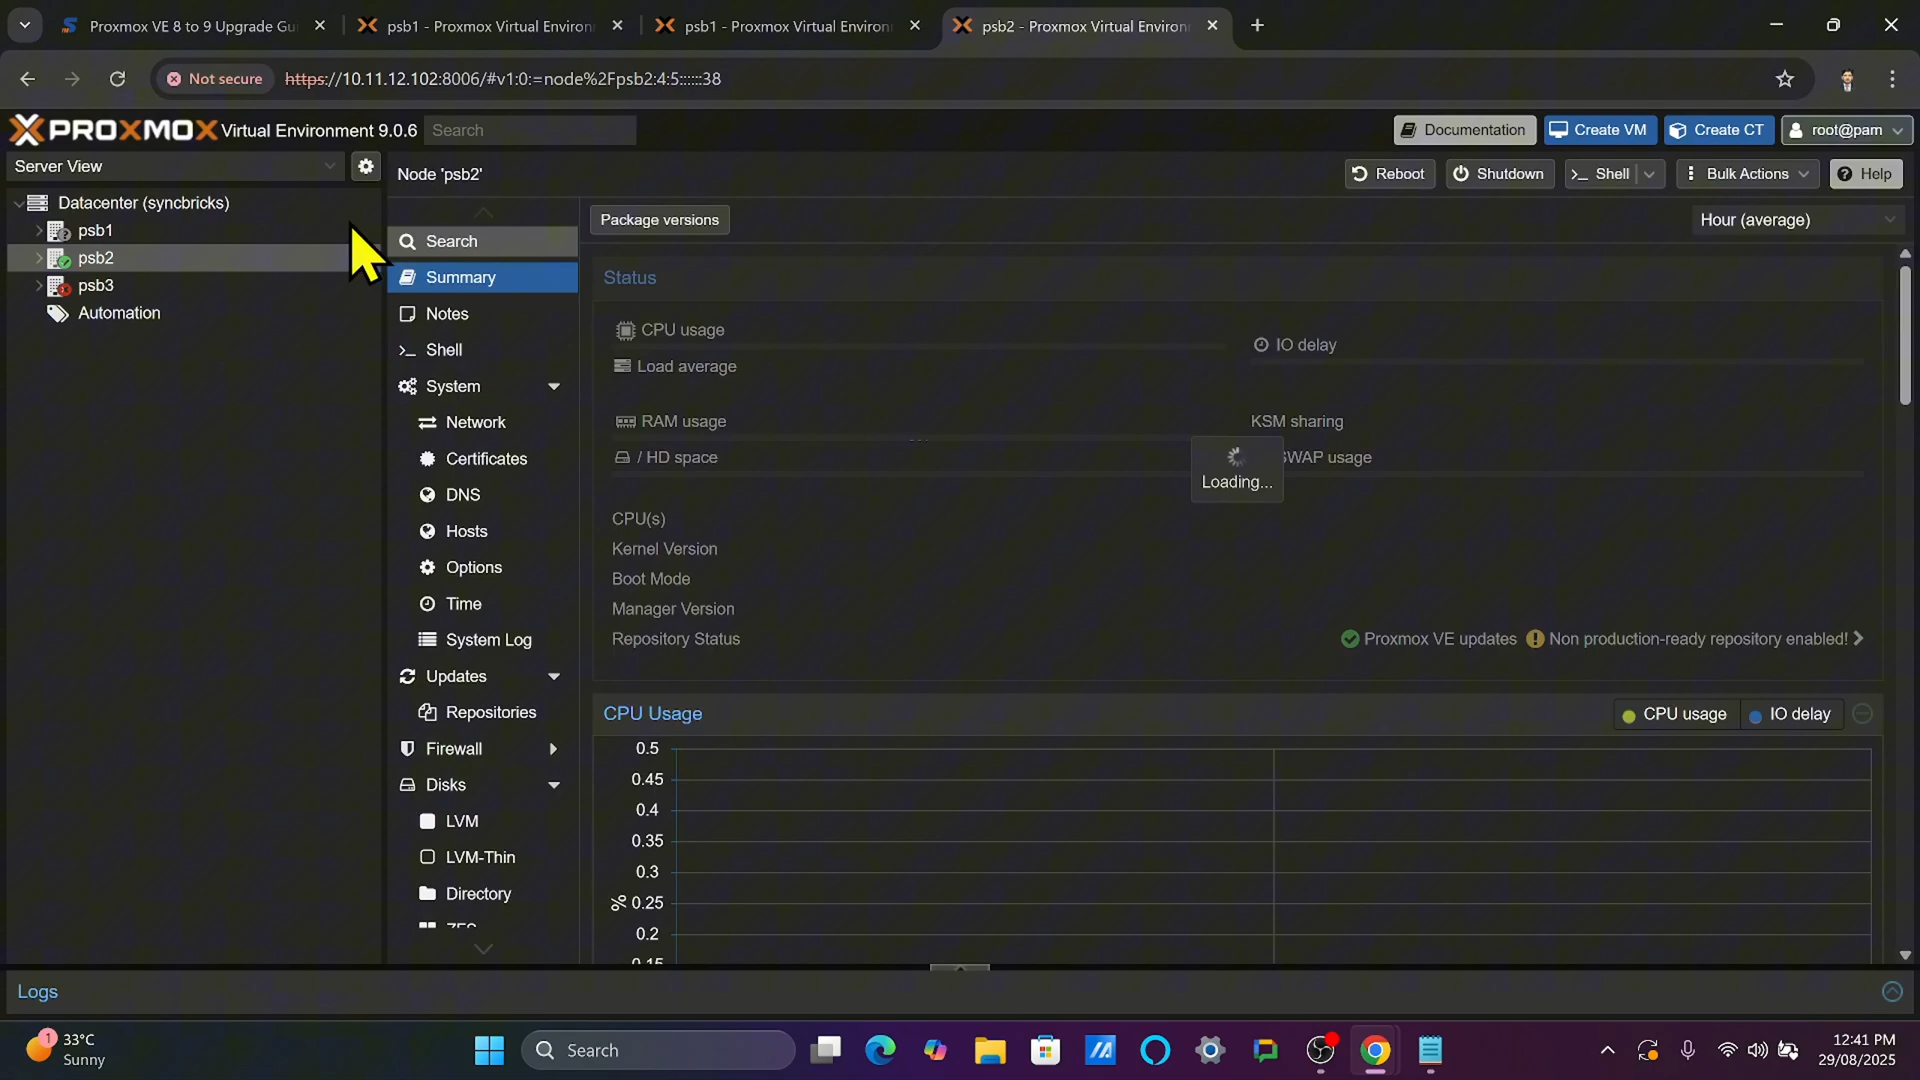 Proxmox VE 8 to 9 Upgrade Gui
psb1 - Proxmox Virtual Environ
psb1 - Proxmox Virtual Environ
psb2 - Proxmox Virtual Environ
Not secure
https://10.11.12.102:8006/#v1:0:=node%2Fpsb2:4:5::::::38
PROXMOX Virtual Environment 9.0.6
Search
Documentation
Create VM
Create CT
root@pam
Server View
Node 'psb2'
Reboot
Shutdown
Shell
Bulk Actions
Help
Datacenter (syncbricks)
psb1
psb2
psb3
Automation
Search
Summary
Notes
Shell
System
Network
Certificates
DNS
Hosts
Options
Time
System Log
Updates
Repositories
Firewall
Disks
LVM
LVM-Thin
Directory
ZFS
Package versions
Hour (average)
Status
CPU usage
IO delay
Load average
RAM usage
KSM sharing
/ HD space
SWAP usage
Loading...
CPU(s)
Kernel Version
Boot Mode
Manager Version
Repository Status
Proxmox VE updates
Non production-ready repository enabled!
CPU Usage
CPU usage
IO delay
0.5
0.45
0.4
0.35
0.3
0.25
0.2
0.15
%
Logs
1
33°C
Sunny
Search
12:41 PM
29/08/2025